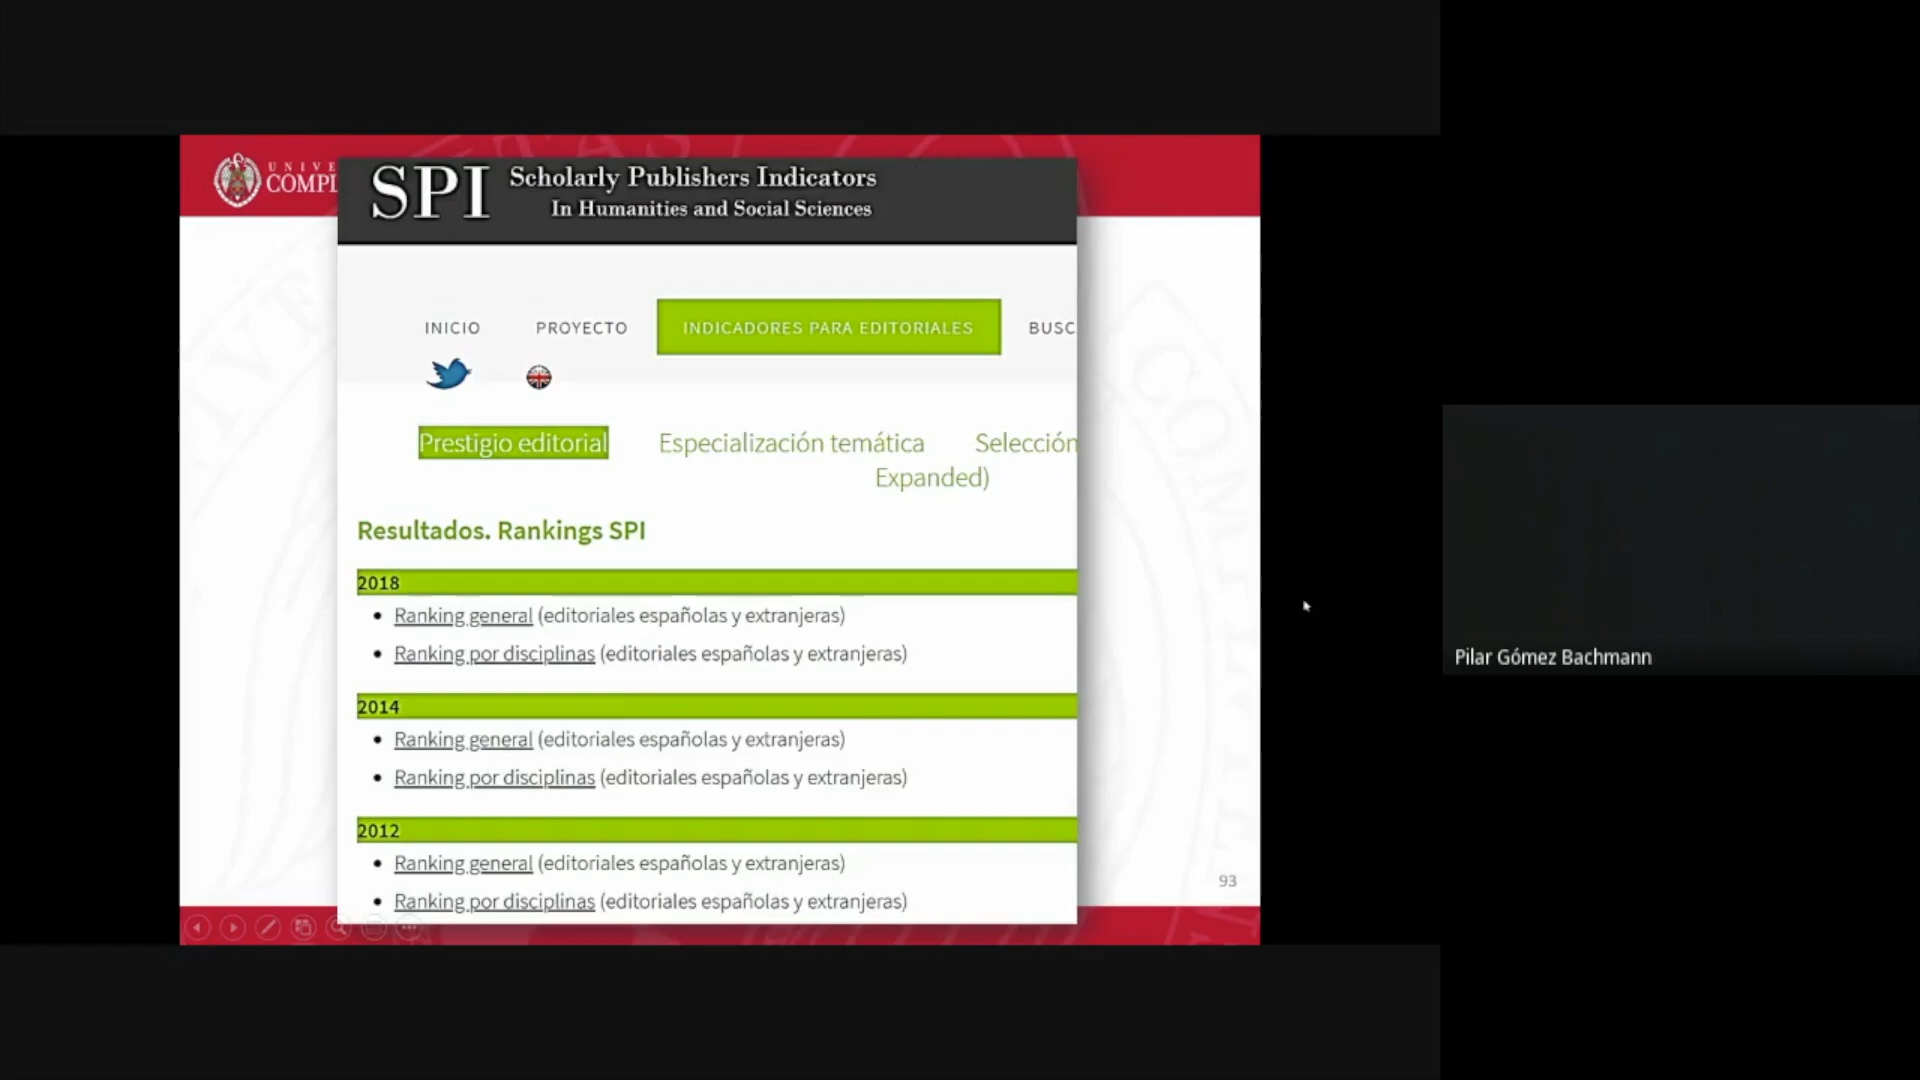 UNIVE
COMPL
SPI
Scholarly Publishers Indicators
In Humanities and Social Sciences
INICIO PROYECTO INDICADORES PARA EDITORIALES BUSC
Prestigio editorial Especialización temática Selección
Expanded)
Resultados. Rankings SPI
2018
• Ranking general (editoriales españolas y extranjeras)
• Ranking por disciplinas (editoriales españolas y extranjeras)
2014
• Ranking general (editoriales españolas y extranjeras)
• Ranking por disciplinas (editoriales españolas y extranjeras)
2012
• Ranking general (editoriales españolas y extranjeras)
• Ranking por disciplinas (editoriales españolas y extranjeras)
93
Pilar Gómez Bachmann